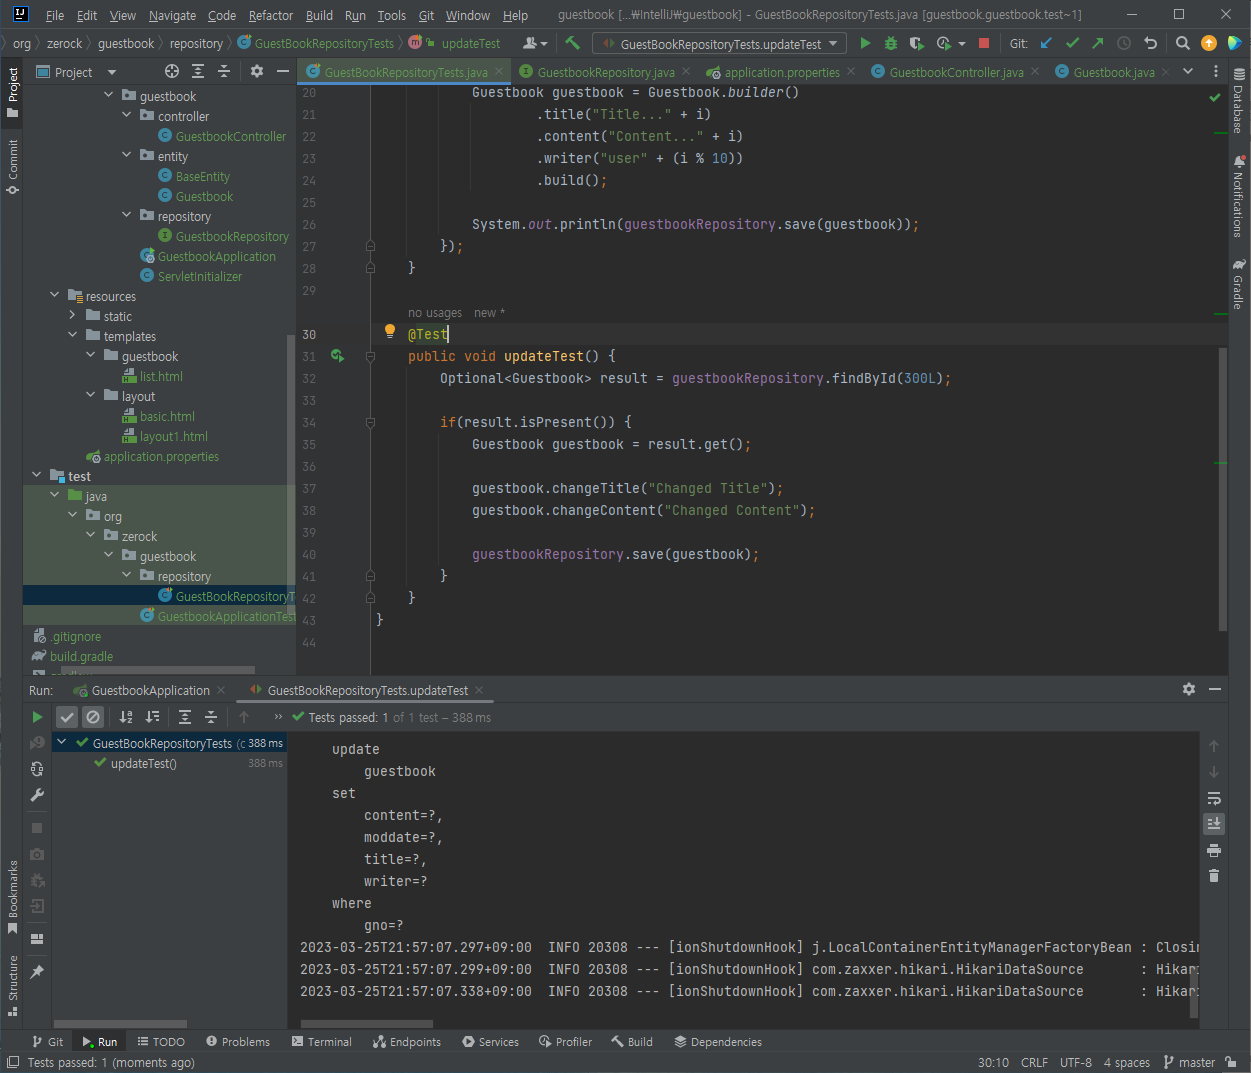 File Edit View Navigate Code Refactor Build Run Tools Git Window Help guestbook [...₩IntelliJ₩guestbook] - GuestBookRepositoryTests.java [guestbook.guestbook.test~1]
org zerock guestbook repository GuestBookRepositoryTests updateTest GuestBookRepositoryTests.updateTest Git:
Project
GuestBookRepositoryTests.java GuestbookRepository.java application.properties GuestbookController.java Guestbook.java
Project
Commit
Bookmarks
Structure
Database
Notifications
Gradle
guestbook
controller
GuestbookController
entity
BaseEntity
Guestbook
repository
GuestbookRepository
GuestbookApplication
ServletInitializer
resources
static
templates
guestbook
list.html
layout
basic.html
layout1.html
application.properties
test
java
org
zerock
guestbook
repository
GuestBookRepositoryT
GuestbookApplicationTest
.gitignore
build.gradle
20 Guestbook guestbook = Guestbook.builder()
21 .title("Title..." + i)
22 .content("Content..." + i)
23 .writer("user" + (i % 10))
24 .build();
25
26 System.out.println(guestbookRepository.save(guestbook));
27 });
28 }
29
no usages new *
30 @Test
31 public void updateTest() {
32 Optional<Guestbook> result = guestbookRepository.findById(300L);
33
34 if(result.isPresent()) {
35 Guestbook guestbook = result.get();
36
37 guestbook.changeTitle("Changed Title");
38 guestbook.changeContent("Changed Content");
39
40 guestbookRepository.save(guestbook);
41 }
42 }
43 }
44
Run: GuestbookApplication GuestBookRepositoryTests.updateTest
Tests passed: 1 of 1 test – 388 ms
GuestBookRepositoryTests (c 388 ms
updateTest() 388 ms
update
guestbook
set
content=?,
moddate=?,
title=?,
writer=?
where
gno=?
2023-03-25T21:57:07.297+09:00 INFO 20308 --- [ionShutdownHook] j.LocalContainerEntityManagerFactoryBean : Closin
2023-03-25T21:57:07.299+09:00 INFO 20308 --- [ionShutdownHook] com.zaxxer.hikari.HikariDataSource : Hikari
2023-03-25T21:57:07.338+09:00 INFO 20308 --- [ionShutdownHook] com.zaxxer.hikari.HikariDataSource : Hikari
Git Run TODO Problems Terminal Endpoints Services Profiler Build Dependencies
Tests passed: 1 (moments ago) 30:10 CRLF UTF-8 4 spaces master